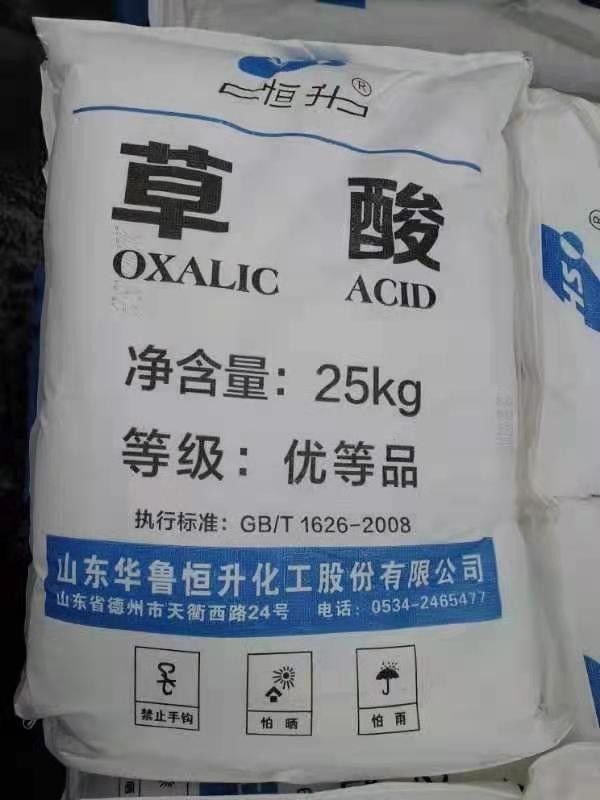 恒升®
草 酸
OXALIC ACID
净含量：25kg
等级：优等品
执行标准：GB/T 1626-2008
山东华鲁恒升化工股份有限公司
山东省德州市天衢西路24号 电话：0534-2465477
禁止手钩 怕晒 怕雨